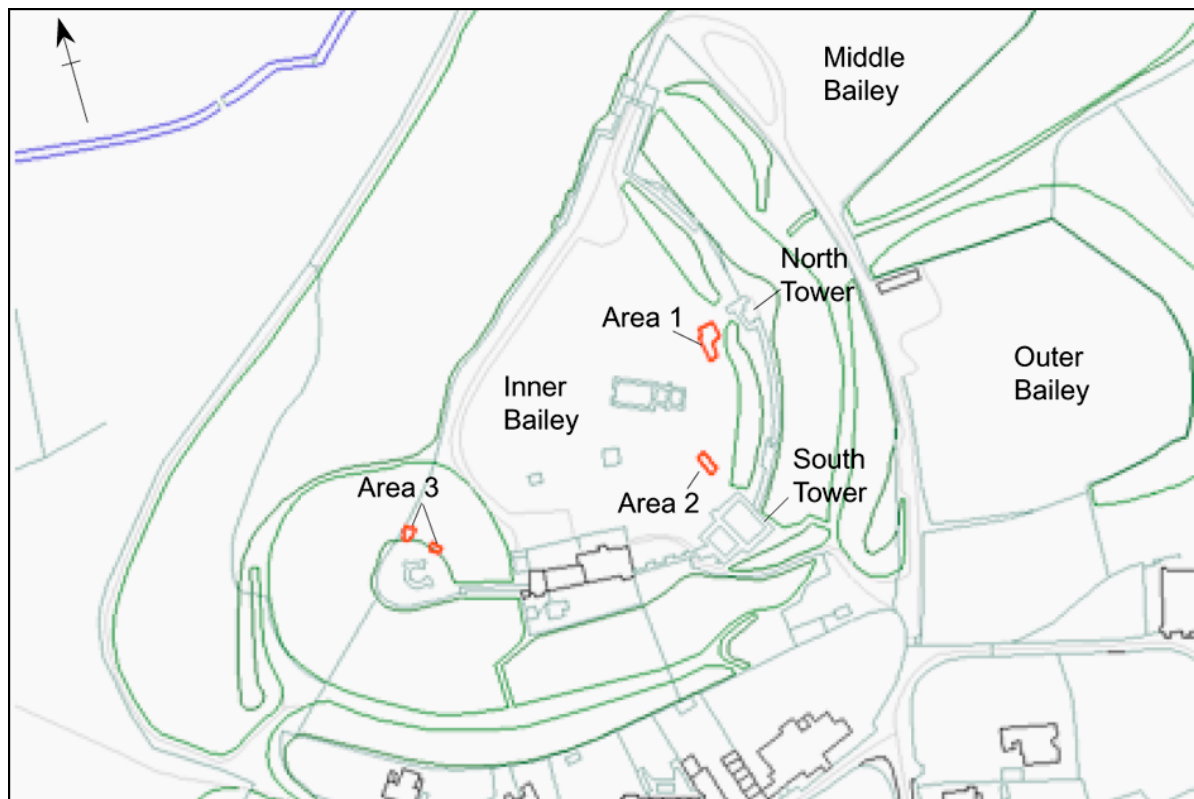 Middle
Bailey
North
Tower
Area 1
Outer
Bailey
Inner
Bailey
South
Tower
Area 2
Area 3